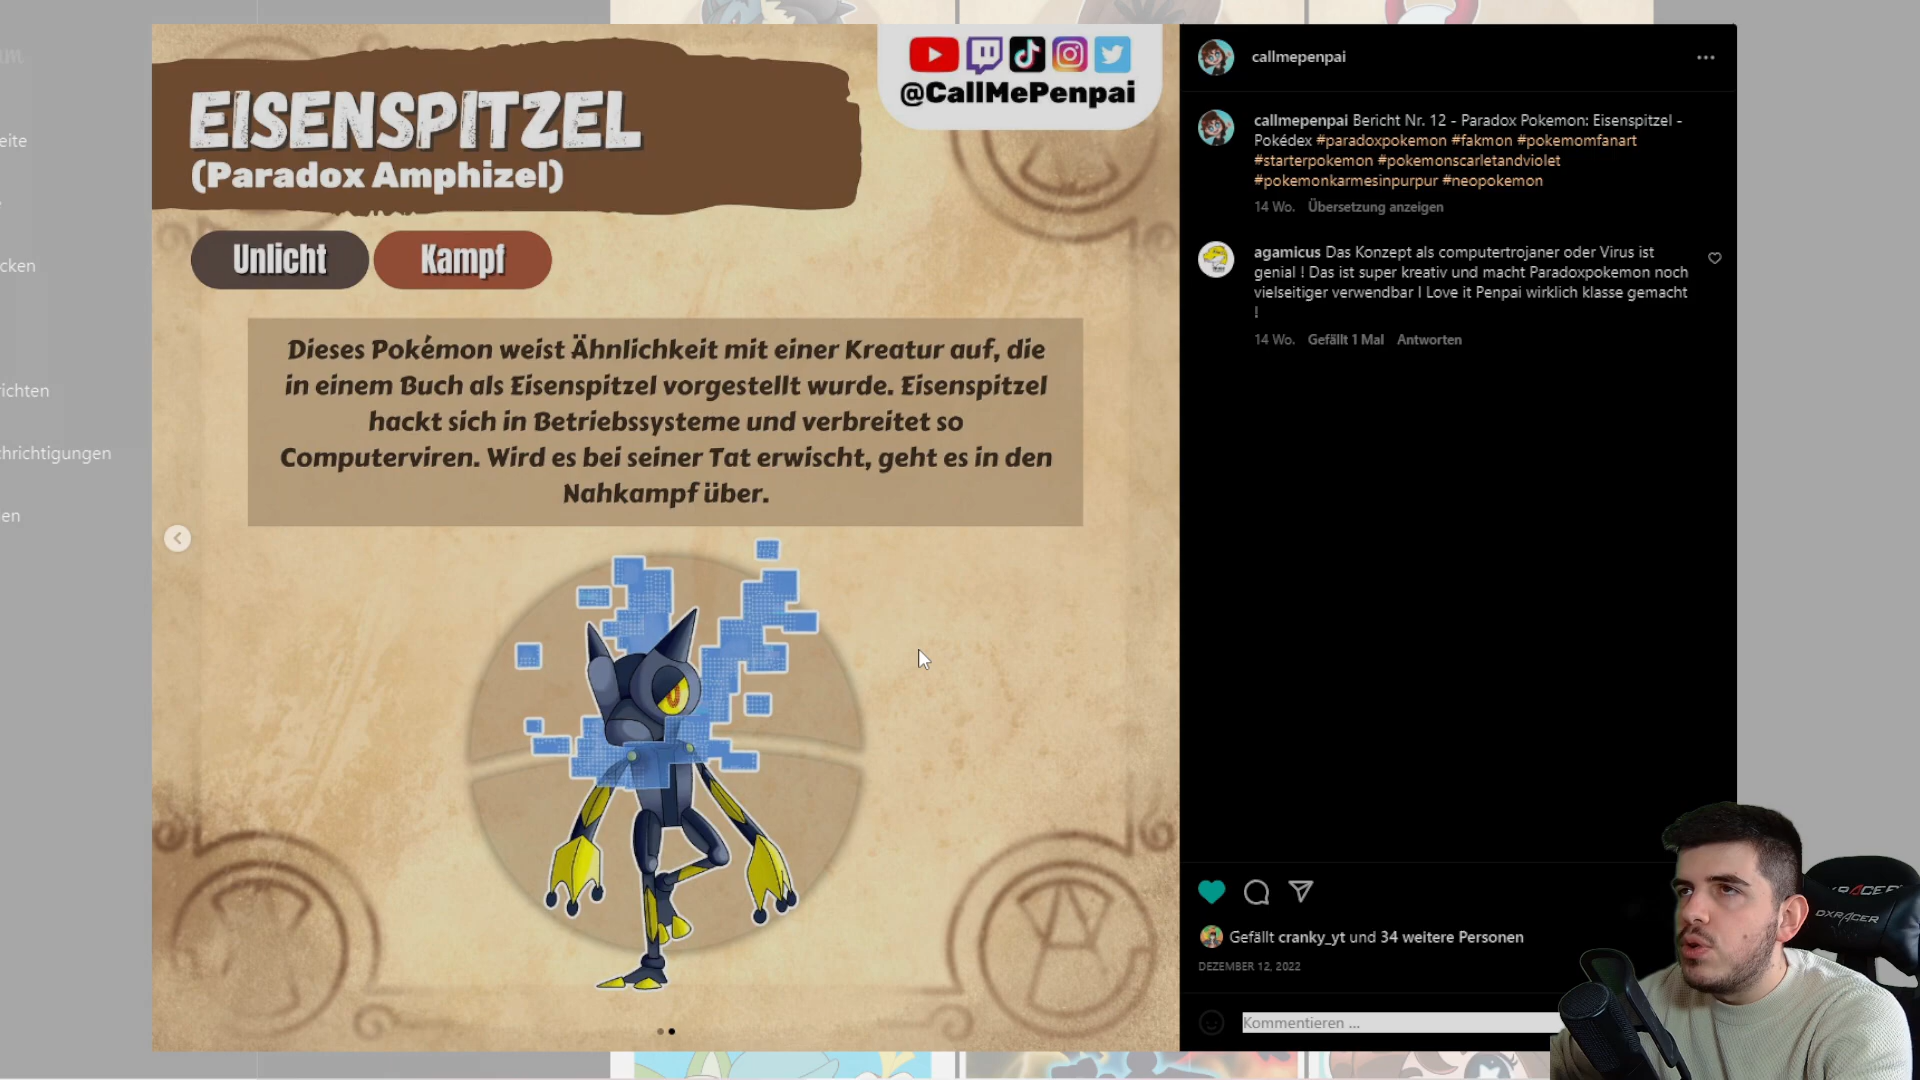 EISENSPITZEL
(Paradox Amphizel)
@CallMePenpai
Unlicht
Kampf
Dieses Pokémon weist Ähnlichkeit mit einer Kreatur auf, die
in einem Buch als Eisenspitzel vorgestellt wurde. Eisenspitzel
hackt sich in Betriebssysteme und verbreitet so
Computerviren. Wird es bei seiner Tat erwischt, geht es in den
Nahkampf über.
eite
cken
richten
chrichtigungen
en
callmepenpai
callmepenpai Bericht Nr. 12 - Paradox Pokemon: Eisenspitzel -
Pokédex #paradoxpokemon #fakmon #pokemomfanart
#starterpokemon #pokemonscarletandviolet
#pokemonkarmesinpurpur #neopokemon
14 Wo. Übersetzung anzeigen
agamicus Das Konzept als computertrojaner oder Virus ist
genial ! Das ist super kreativ und macht Paradoxpokemon noch
vielseitiger verwendbar I Love it Penpai wirklich klasse gemacht
!
14 Wo. Gefällt 1 Mal Antworten
Gefällt cranky_yt und 34 weitere Personen
DEZEMBER 12, 2022
Kommentieren ...
OXRACER